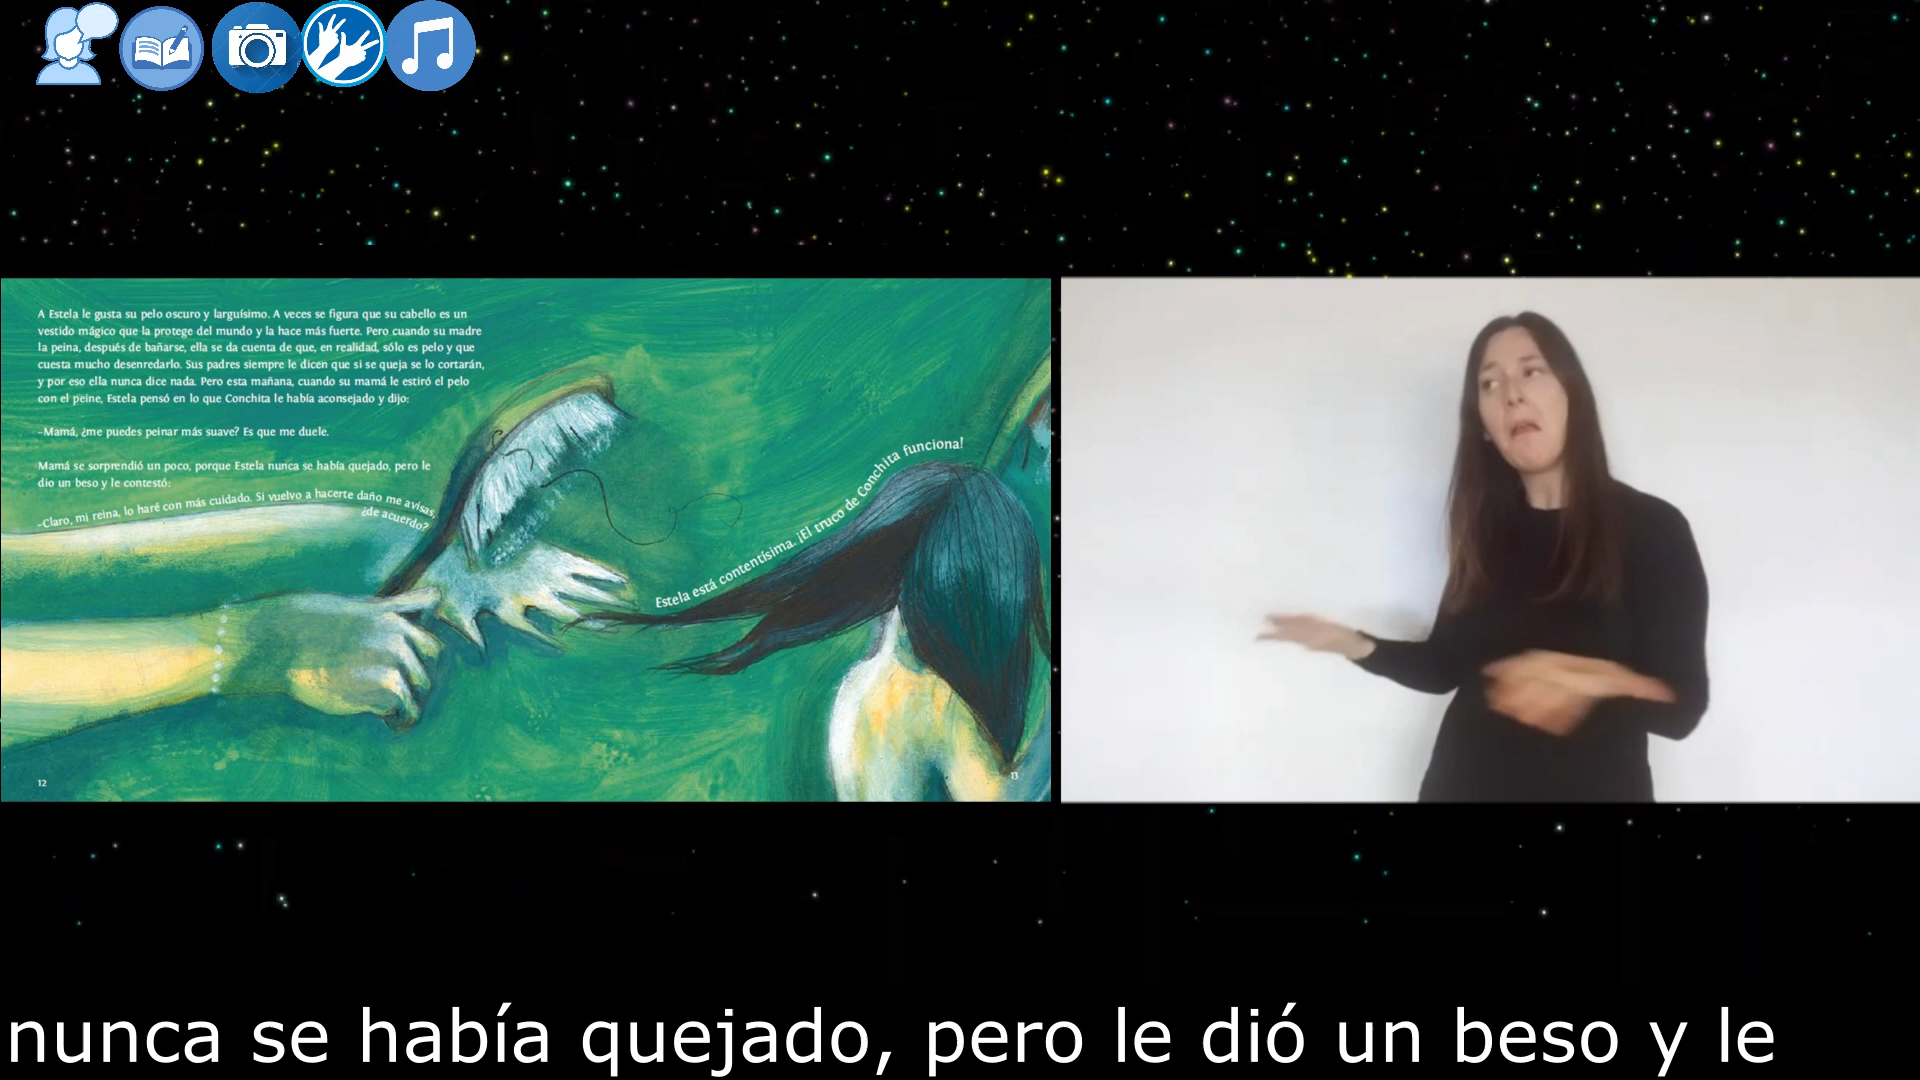 A Estela le gusta su pelo oscuro y larguísimo. A veces se figura que su cabello es un
vestido mágico que la protege del mundo y la hace más fuerte. Pero cuando su madre
la peina, después de bañarse, ella se da cuenta de que, en realidad, sólo es pelo y que
cuesta mucho desenredarlo. Sus padres siempre le dicen que si se queja se lo cortarán,
y por eso ella nunca dice nada. Pero esta mañana, cuando su mamá le estiró el pelo
con el peine, Estela pensó en lo que Conchita le había aconsejado y dijo:
–Mamá, ¿me puedes peinar más suave? Es que me duele.
Mamá se sorprendió un poco, porque Estela nunca se había quejado, pero le
dio un beso y le contestó:
–Claro, mi reina, lo haré con más cuidado. Si vuelvo a hacerte daño me avisas,
¿de acuerdo?
Estela está contentísima. ¡El truco de Conchita funciona!
12
13
nunca se había quejado, pero le dió un beso y le